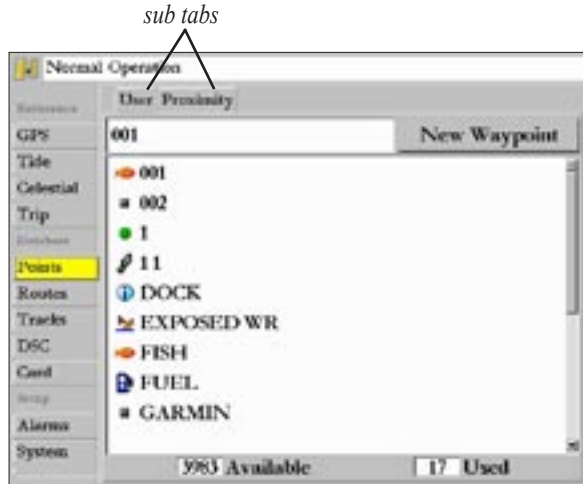 sub tabs
Normal Operation
User Proximity
Reference
GPS
001
New Waypoint
Tide
Celestial
Trip
Database
Points
Routes
Tracks
DSC
Card
Setup
Alarms
System
001
002
1
11
DOCK
EXPOSED WR
FISH
FUEL
GARMIN
3983 Available
17 Used